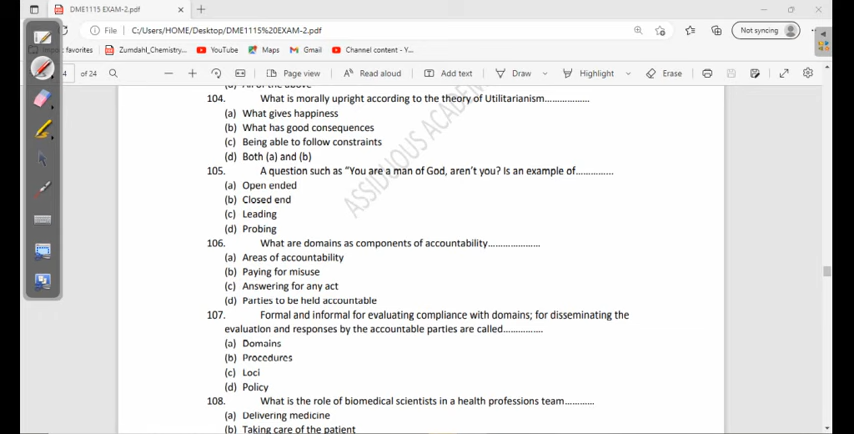 DME1115 EXAM-2.pdf
File C:/Users/HOME/Desktop/DME1115%20EXAM-2.pdf Not syncing
favorites Zumdahl_Chemistry... YouTube Maps Gmail Channel content - Y...
4 of 24 Page view Read aloud Add text Draw Highlight Erase
(d) All of the above
104. What is morally upright according to the theory of Utilitarianism.................
(a) What gives happiness
(b) What has good consequences
(c) Being able to follow constraints
(d) Both (a) and (b)
105. A question such as "You are a man of God, aren't you? Is an example of..............
(a) Open ended
(b) Closed end
(c) Leading
(d) Probing
106. What are domains as components of accountability....................
(a) Areas of accountability
(b) Paying for misuse
(c) Answering for any act
(d) Parties to be held accountable
107. Formal and informal for evaluating compliance with domains; for disseminating the
evaluation and responses by the accountable parties are called...............
(a) Domains
(b) Procedures
(c) Loci
(d) Policy
108. What is the role of biomedical scientists in a health professions team...........
(a) Delivering medicine
(b) Taking care of the patient
ASSIDUOUS ACADE